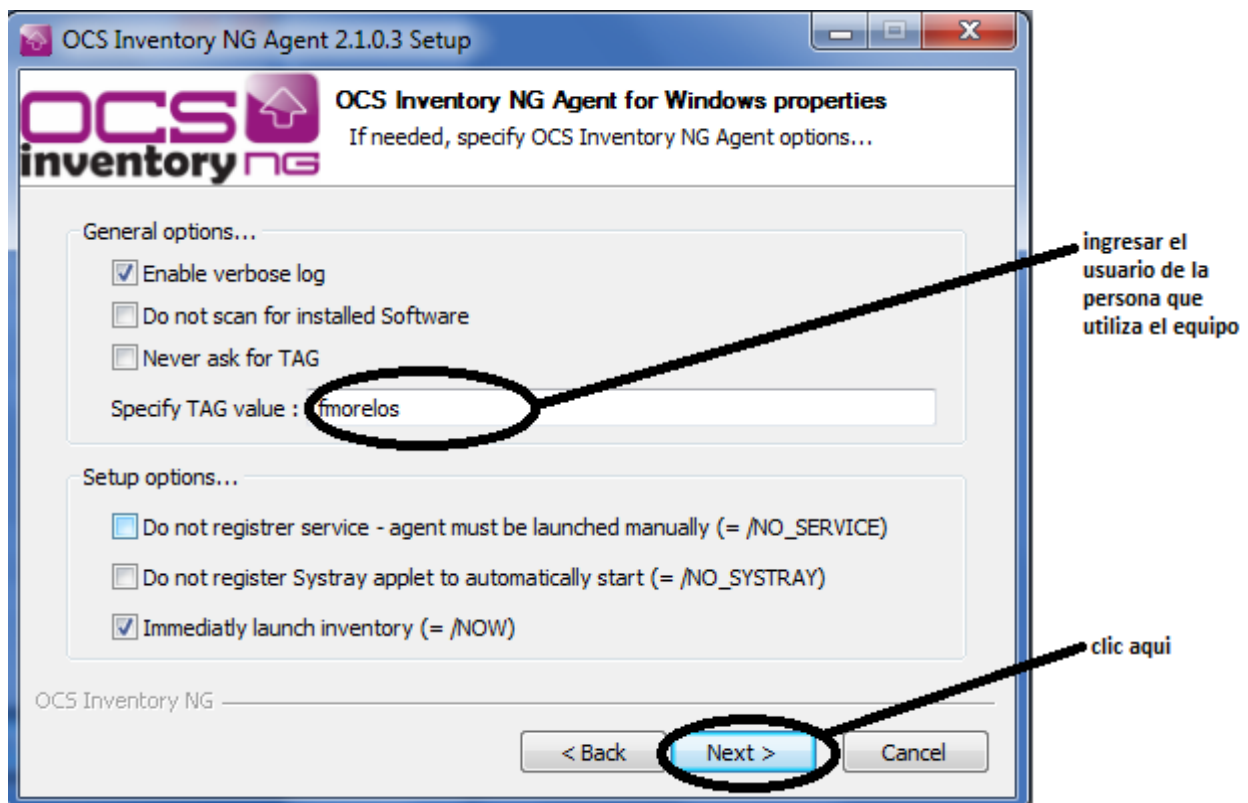 OCS Inventory NG Agent 2.1.0.3 Setup
OCS
inventory NG
OCS Inventory NG Agent for Windows properties
If needed, specify OCS Inventory NG Agent options...
General options...
Enable verbose log
Do not scan for installed Software
Never ask for TAG
Specify TAG value : fmorelos
ingresar el
usuario de la
persona que
utiliza el equipo
Setup options...
Do not registrer service - agent must be launched manually (= /NO_SERVICE)
Do not register Systray applet to automatically start (= /NO_SYSTRAY)
Immediatly launch inventory (= /NOW)
clic aqui
OCS Inventory NG
< Back
Next >
Cancel